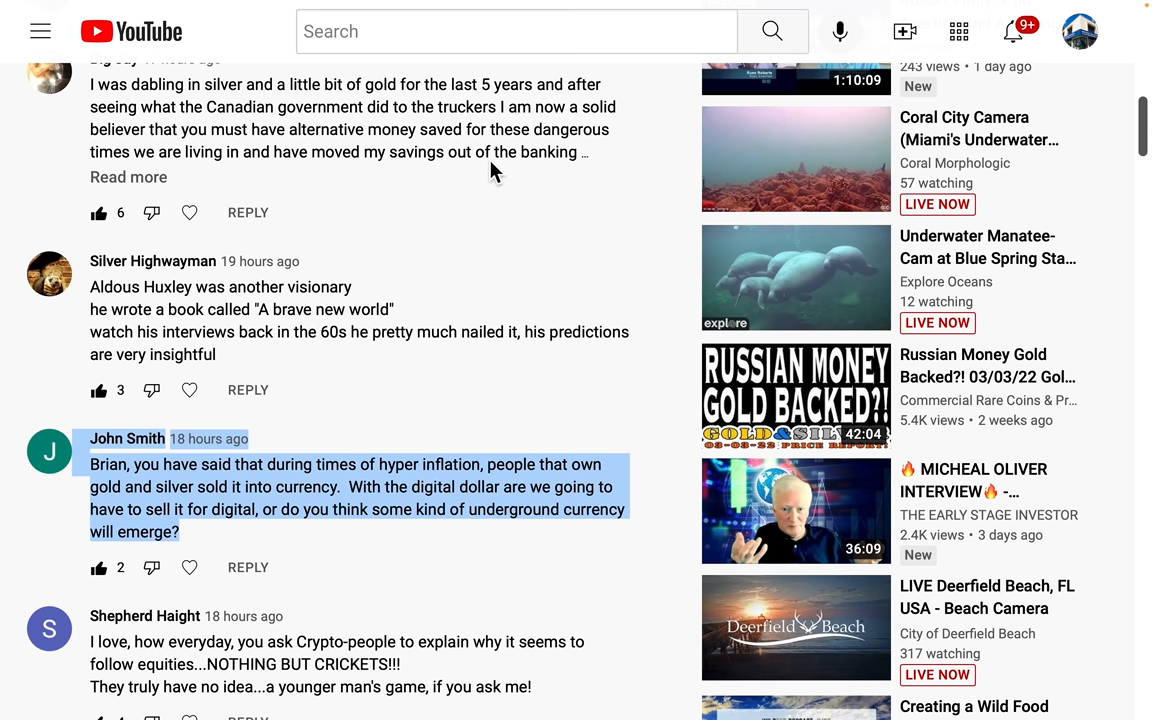 YouTube
Search
9+
17 hours ago
I was dabling in silver and a little bit of gold for the last 5 years and after
seeing what the Canadian government did to the truckers I am now a solid
believer that you must have alternative money saved for these dangerous
times we are living in and have moved my savings out of the banking ...
Read more
6
REPLY
Silver Highwayman 19 hours ago
Aldous Huxley was another visionary
he wrote a book called "A brave new world"
watch his interviews back in the 60s he pretty much nailed it, his predictions
are very insightful
3
REPLY
J
John Smith 18 hours ago
Brian, you have said that during times of hyper inflation, people that own
gold and silver sold it into currency. With the digital dollar are we going to
have to sell it for digital, or do you think some kind of underground currency
will emerge?
2
REPLY
S
Shepherd Haight 18 hours ago
I love, how everyday, you ask Crypto-people to explain why it seems to
follow equities...NOTHING BUT CRICKETS!!!
They truly have no idea...a younger man's game, if you ask me!
1:10:09
243 views • 1 day ago
New
Coral City Camera
(Miami's Underwater...
Coral Morphologic
57 watching
LIVE NOW
explore
Underwater Manatee-
Cam at Blue Spring Sta...
Explore Oceans
12 watching
LIVE NOW
RUSSIAN MONEY
GOLD BACKED?!
GOLD&SIL
03-03-22 PRICE REPORT!
42:04
Russian Money Gold
Backed?! 03/03/22 Gol...
Commercial Rare Coins & Pr...
5.4K views • 2 weeks ago
36:09
🔥 MICHEAL OLIVER
INTERVIEW🔥 -...
THE EARLY STAGE INVESTOR
2.4K views • 3 days ago
New
Deerfield Beach
LIVE Deerfield Beach, FL
USA - Beach Camera
City of Deerfield Beach
317 watching
LIVE NOW
Creating a Wild Food